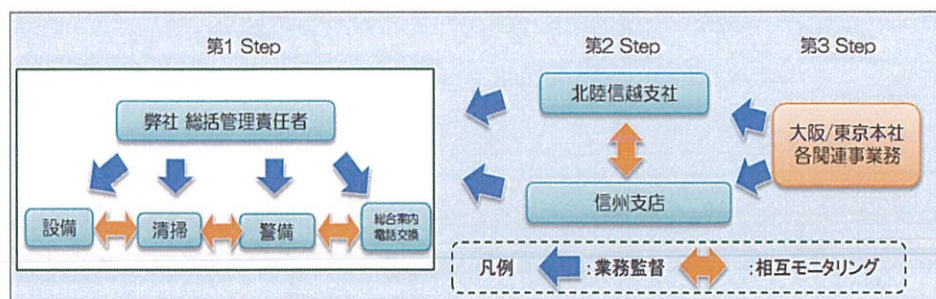 第1 Step
第2 Step
第3 Step
弊社 総括管理責任者
設備
清掃
警備
総合案内
電話交換
北陸信越支社
信州支店
大阪/東京本社
各関連事業務
凡例
:業務監督
:相互モニタリング